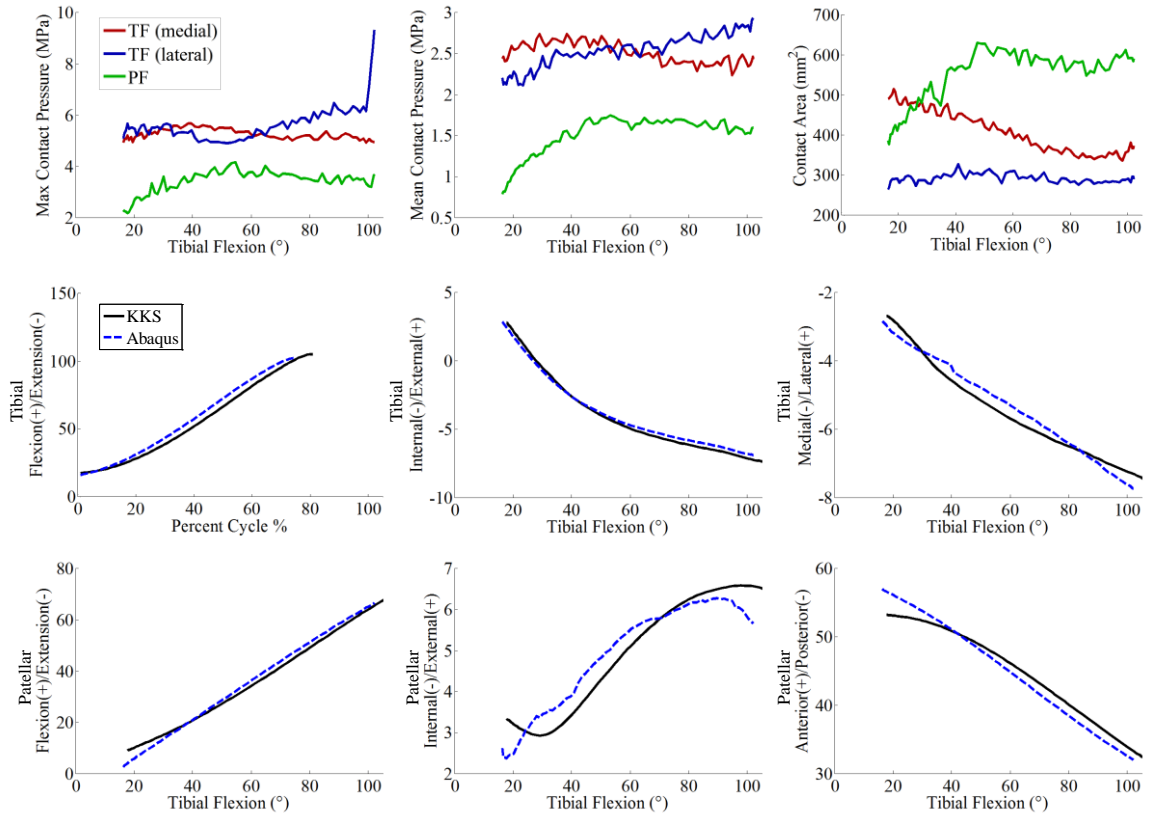 Max Contact Pressure (MPa)
10
8
6
4
2
TF (medial)
TF (lateral)
PF
0 20 40 60 80 100
Tibial Flexion (°)
Mean Contact Pressure (MPa)
3
2.5
2
1.5
1
0.5
0 20 40 60 80 100
Tibial Flexion (°)
Contact Area (mm²)
700
600
500
400
300
200
0 20 40 60 80 100
Tibial Flexion (°)
Tibial
Flexion(+)/Extension(-)
150
100
50
0
KKS
Abaqus
0 20 40 60 80 100
Percent Cycle %
Tibial
Internal(-)/External(+)
5
0
-5
-10
0 20 40 60 80 100
Tibial Flexion (°)
Tibial
Medial(-)/Lateral(+)
-2
-4
-6
-8
0 20 40 60 80 100
Tibial Flexion (°)
Patellar
Flexion(+)/Extension(-)
80
60
40
20
0
0 20 40 60 80 100
Tibial Flexion (°)
Patellar
Internal(-)/External(+)
7
6
5
4
3
2
0 20 40 60 80 100
Tibial Flexion (°)
Patellar
Anterior(+)/Posterior(-)
60
50
40
30
0 20 40 60 80 100
Tibial Flexion (°)